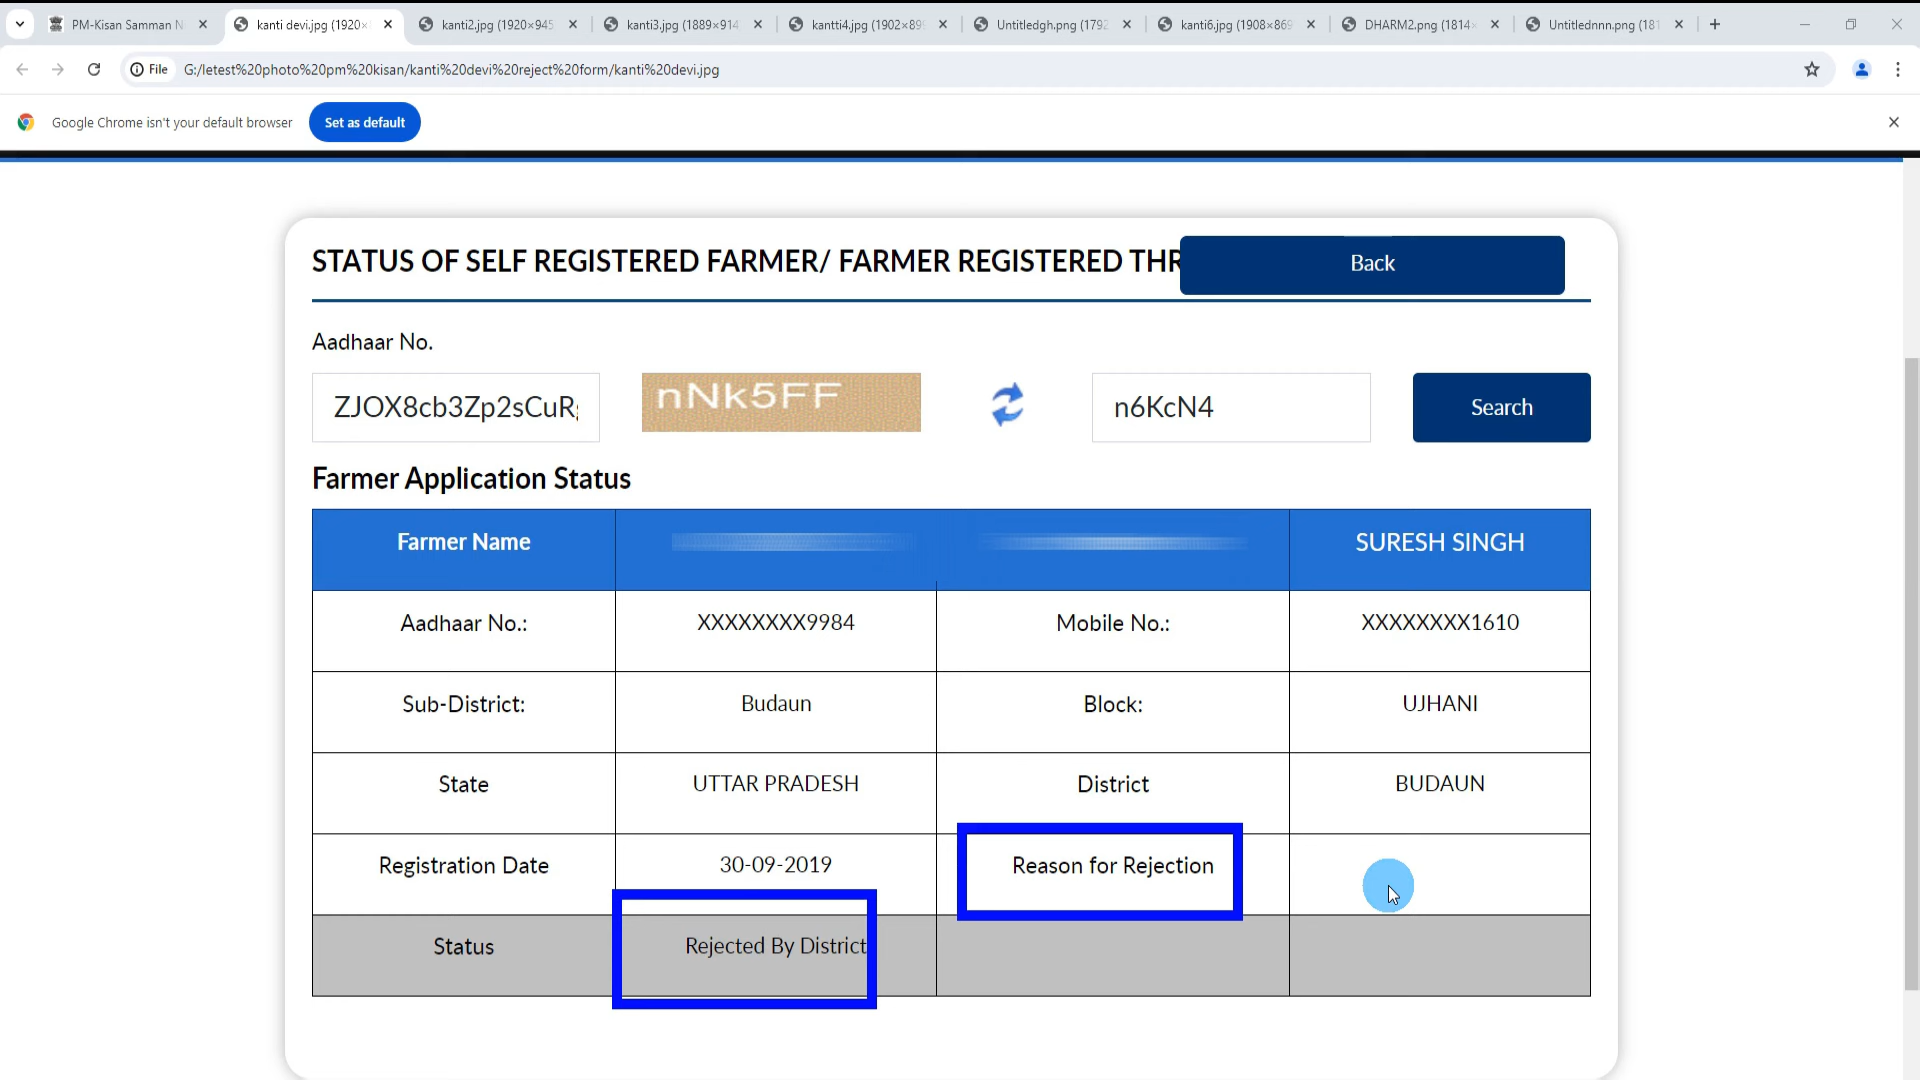 PM-Kisan Samman N
kanti devi.jpg (1920×
kanti2.jpg (1920×945
kanti3.jpg (1889×914
kantti4.jpg (1902×899
Untitledgh.png (1792
kanti6.jpg (1908×869
DHARM2.png (1814×
Untitlednnn.png (181
File G:/letest%20photo%20pm%20kisan/kanti%20devi%20reject%20form/kanti%20devi.jpg
Google Chrome isn't your default browser Set as default
STATUS OF SELF REGISTERED FARMER/ FARMER REGISTERED THR Back
Aadhaar No.
ZJOX8cb3Zp2sCuR nNk5FF n6KcN4 Search
Farmer Application Status
Farmer Name SURESH SINGH
Aadhaar No.: XXXXXXXX9984 Mobile No.: XXXXXXXX1610
Sub-District: Budaun Block: UJHANI
State UTTAR PRADESH District BUDAUN
Registration Date 30-09-2019 Reason for Rejection
Status Rejected By District